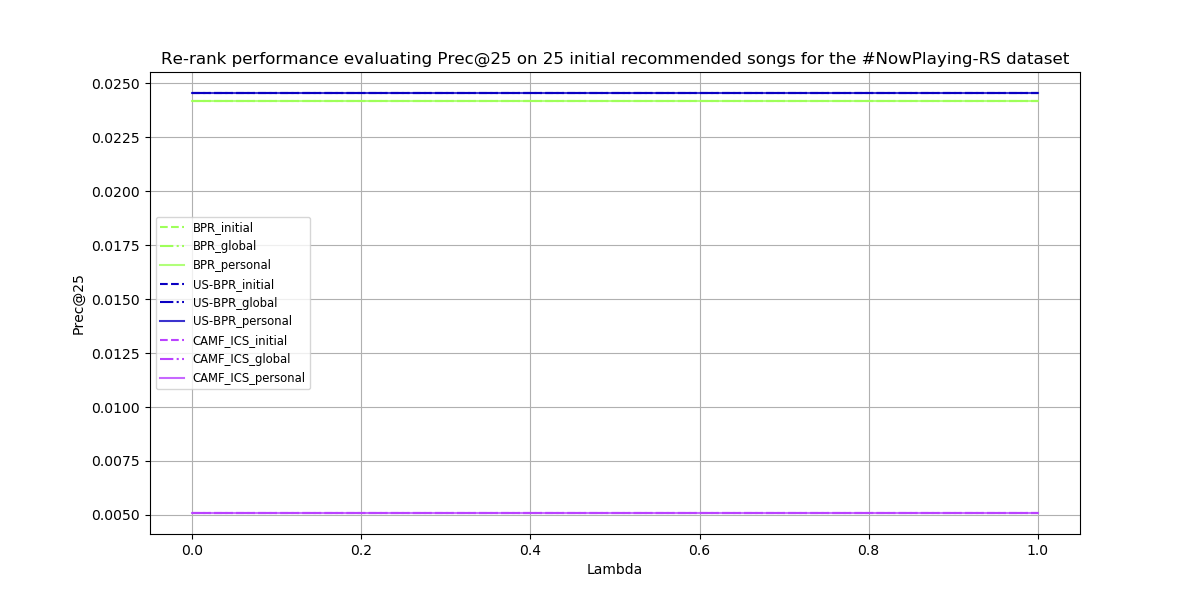 Re-rank performance evaluating Prec@25 on 25 initial recommended songs for the #NowPlaying-RS dataset
0.0250
0.0225
0.0200
0.0175
0.0150
0.0125
0.0100
0.0075
0.0050
Prec@25
BPR_initial
BPR_global
BPR_personal
US-BPR_initial
US-BPR_global
US-BPR_personal
CAMF_ICS_initial
CAMF_ICS_global
CAMF_ICS_personal
0.0 0.2 0.4 0.6 0.8 1.0
Lambda